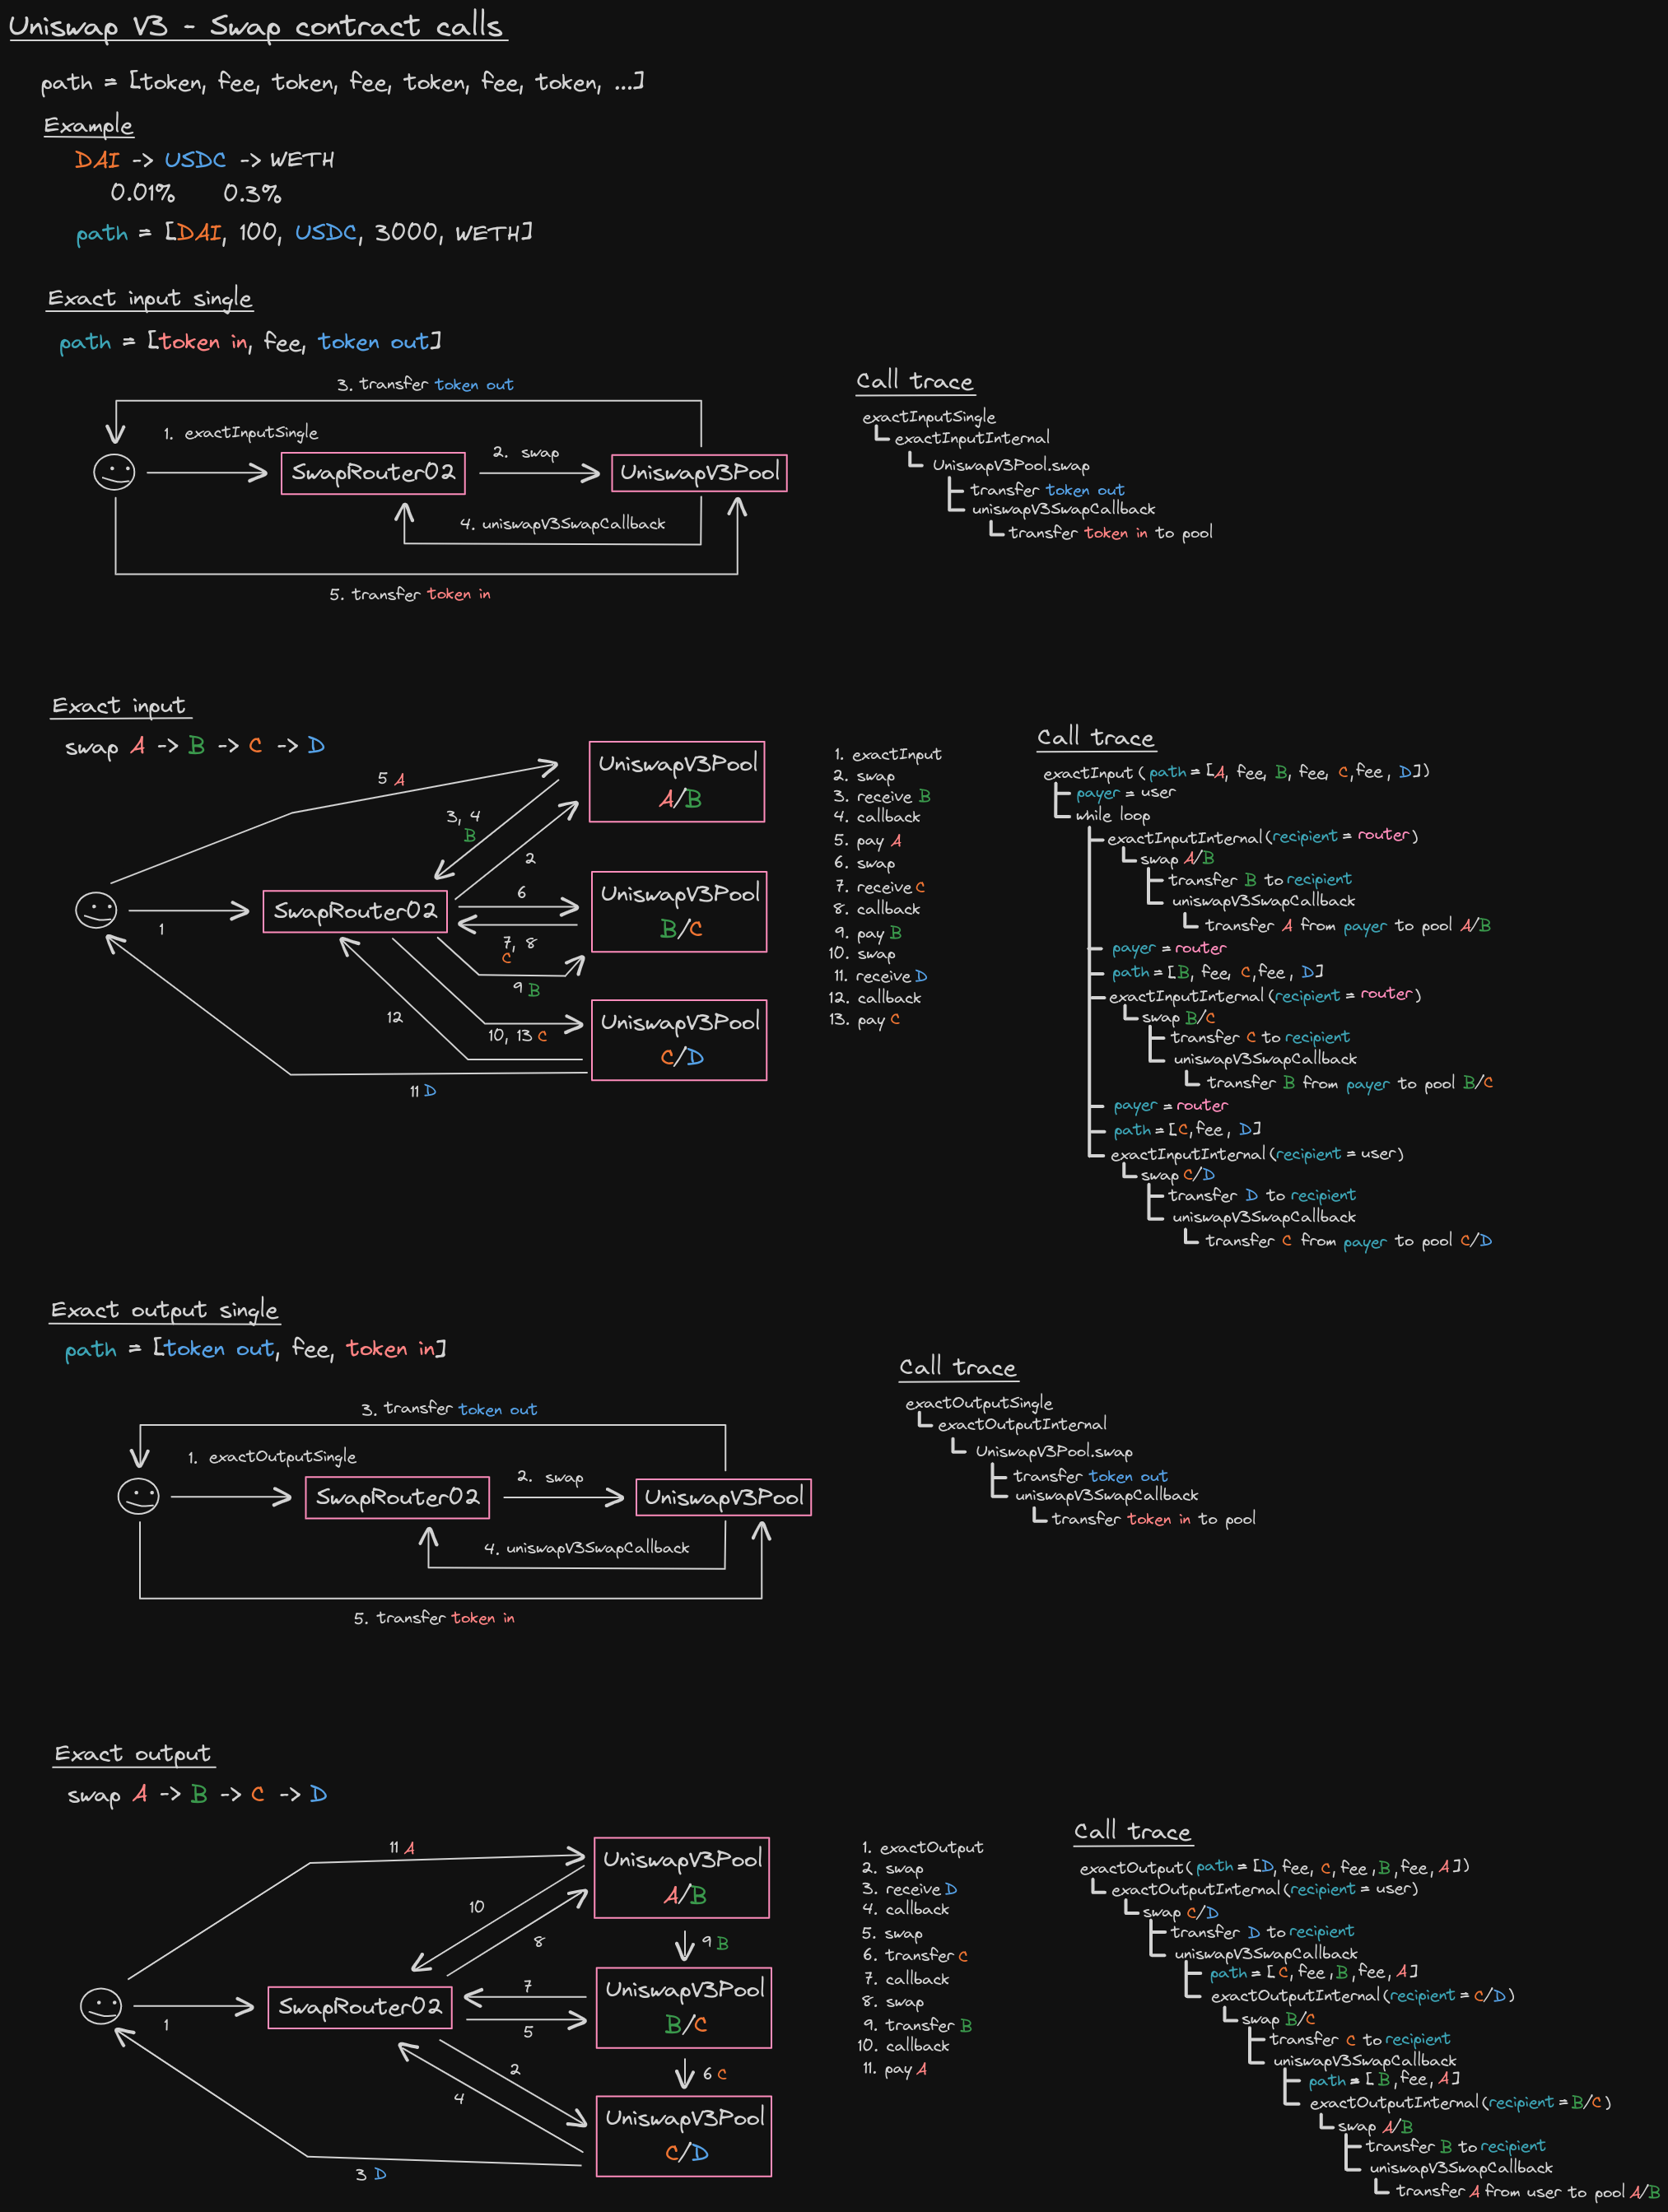 Uniswap V3 - Swap contract calls
path = [token, fee, token, fee, token, fee, token, ...]
Example
DAI -> USDC -> WETH
0.01% 0.3%
path = [DAI, 100, USDC, 3000, WETH]
Exact input single
path = [token in, fee, token out]
3. transfer token out
1. exactInputSingle
2. swap
SwapRouter02
UniswapV3Pool
4. uniswapV3SwapCallback
5. transfer token in
Call trace
exactInputSingle
exactInputInternal
UniswapV3Pool.swap
transfer token out
uniswapV3SwapCallback
transfer token in to pool
Exact input
swap A -> B -> C -> D
5 A
UniswapV3Pool
A/B
3, 4
B
2
6
UniswapV3Pool
B/C
SwapRouter02
1
7, 8
C
9 B
12
10, 13 C
UniswapV3Pool
C/D
11 D
1. exactInput
2. swap
3. receive B
4. callback
5. pay A
6. swap
7. receive C
8. callback
9. pay B
10. swap
11. receive D
12. callback
13. pay C
Call trace
exactInput ( path = [A, fee, B, fee, C, fee, D])
payer = user
while loop
exactInputInternal (recipient = router)
swap A/B
transfer B to recipient
uniswapV3SwapCallback
transfer A from payer to pool A/B
payer = router
path = [B, fee, C, fee, D]
exactInputInternal (recipient = router)
swap B/C
transfer C to recipient
uniswapV3SwapCallback
transfer B from payer to pool B/C
payer = router
path = [C, fee, D]
exactInputInternal (recipient = user)
swap C/D
transfer D to recipient
uniswapV3SwapCallback
transfer C from payer to pool C/D
Exact output single
path = [token out, fee, token in]
3. transfer token out
1. exactOutputSingle
2. swap
SwapRouter02
UniswapV3Pool
4. uniswapV3SwapCallback
5. transfer token in
Call trace
exactOutputSingle
exactOutputInternal
UniswapV3Pool.swap
transfer token out
uniswapV3SwapCallback
transfer token in to pool
Exact output
swap A -> B -> C -> D
11 A
UniswapV3Pool
A/B
10
8
9 B
7
UniswapV3Pool
B/C
SwapRouter02
1
5
2
6 C
4
UniswapV3Pool
C/D
3 D
1. exactOutput
2. swap
3. receive D
4. callback
5. swap
6. transfer C
7. callback
8. swap
9. transfer B
10. callback
11. pay A
Call trace
exactOutput( path = [D, fee, C, fee, B, fee, A])
exactOutputInternal (recipient = user)
swap C/D
transfer D to recipient
uniswapV3SwapCallback
path = [C, fee, B, fee, A]
exactOutputInternal (recipient = C/D)
swap B/C
transfer C to recipient
uniswapV3SwapCallback
path = [B, fee, A]
exactOutputInternal (recipient = B/C)
swap A/B
transfer B to recipient
uniswapV3SwapCallback
transfer A from user to pool A/B